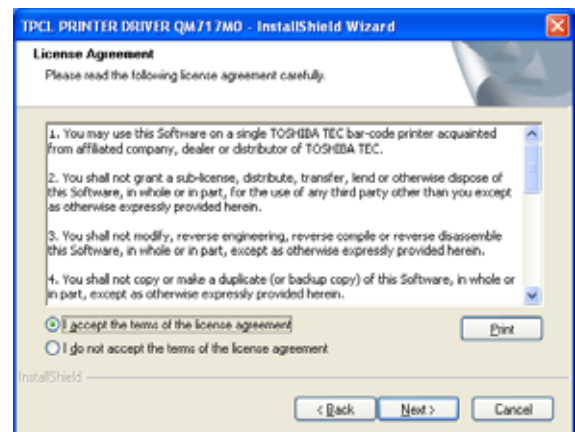 TPCL PRINTER DRIVER QM717M0 - InstallShield Wizard
License Agreement
Please read the following license agreement carefully.
1. You may use this Software on a single TOSHIBA TEC bar-code printer acquainted
from affiliated company, dealer or distributor of TOSHIBA TEC.
2. You shall not grant a sub-license, distribute, transfer, lend or otherwise dispose of
this Software, in whole or in part, for the use of any third party other than you except
as otherwise expressly provided herein.
3. You shall not modify, reverse engineering, reverse compile or reverse disassemble
this Software, in whole or in part, except as otherwise expressly provided herein.
4. You shall not copy or make a duplicate (or backup copy) of this Software, in whole or
in part, except as otherwise expressly provided herein.
I accept the terms of the license agreement
Print
I do not accept the terms of the license agreement
InstallShield
< Back
Next >
Cancel